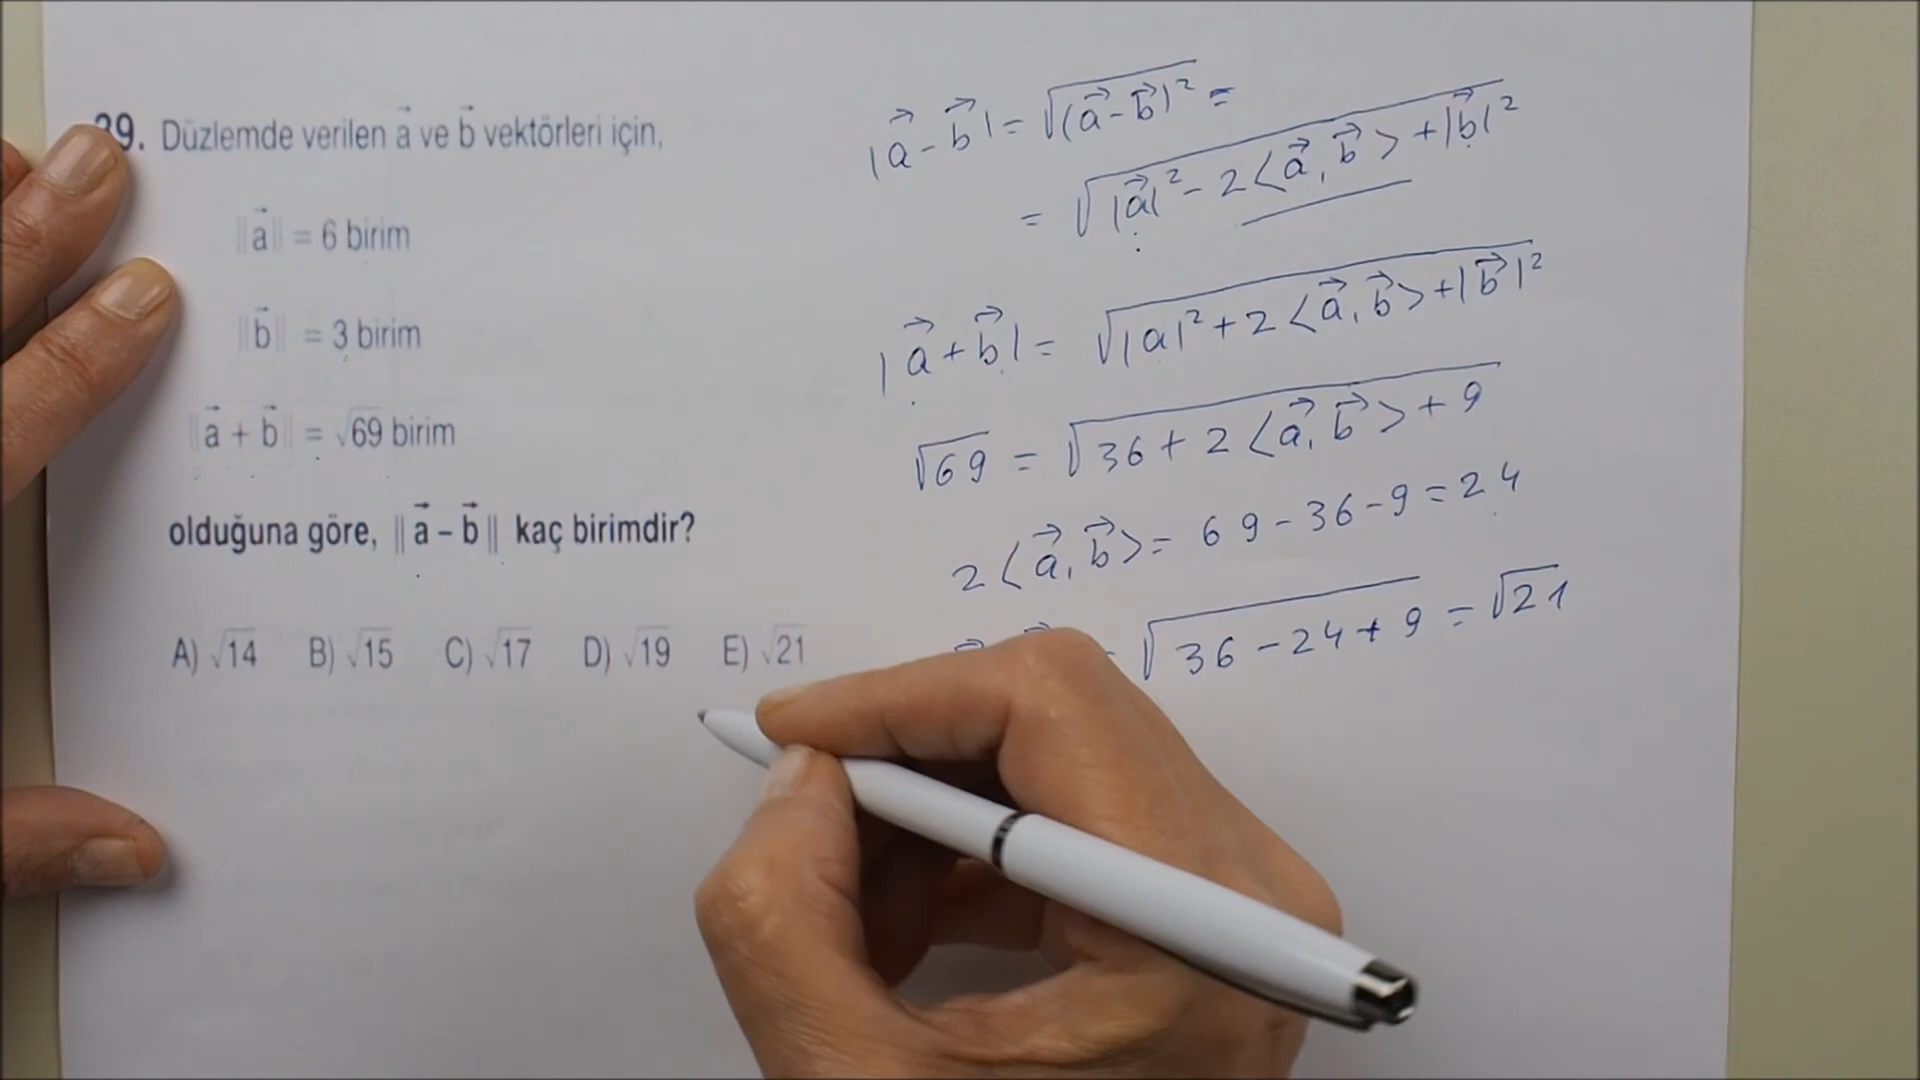 39. Düzlemde verilen a⃗ ve b⃗ vektörleri için,
||a⃗|| = 6 birim
||b⃗|| = 3 birim
||a⃗ + b⃗|| = √69 birim
olduğuna göre, ||a⃗ – b⃗|| kaç birimdir?
A) √14 B) √15 C) √17 D) √19 E) √21
|a⃗ - b⃗| = √(a⃗ - b⃗)² =
= √|a⃗|² - 2<a⃗, b⃗> + |b⃗|²
|a⃗ + b⃗| = √|a|² + 2<a⃗, b⃗> + |b⃗|²
√69 = √36 + 2<a⃗, b⃗> + 9
2<a⃗, b⃗> = 69 - 36 - 9 = 24
= √36 - 24 + 9 = √21